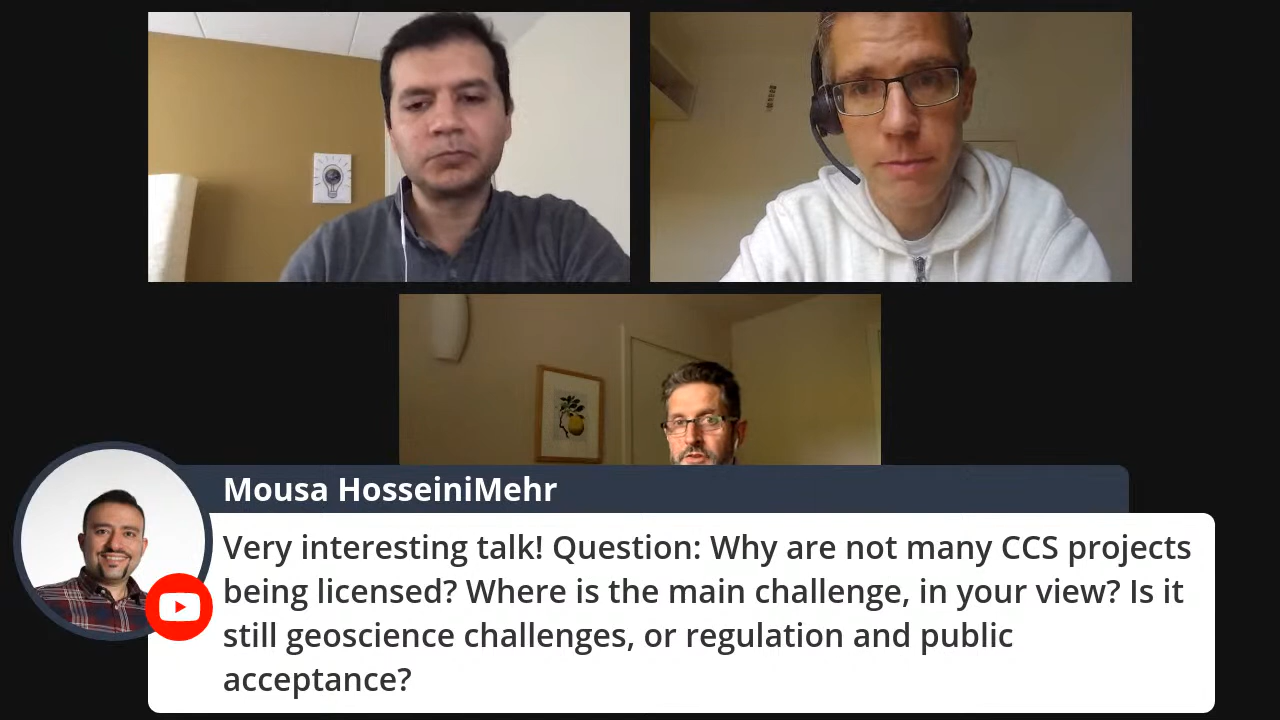 Mousa HosseiniMehr
Very interesting talk! Question: Why are not many CCS projects
being licensed? Where is the main challenge, in your view? Is it
still geoscience challenges, or regulation and public
acceptance?